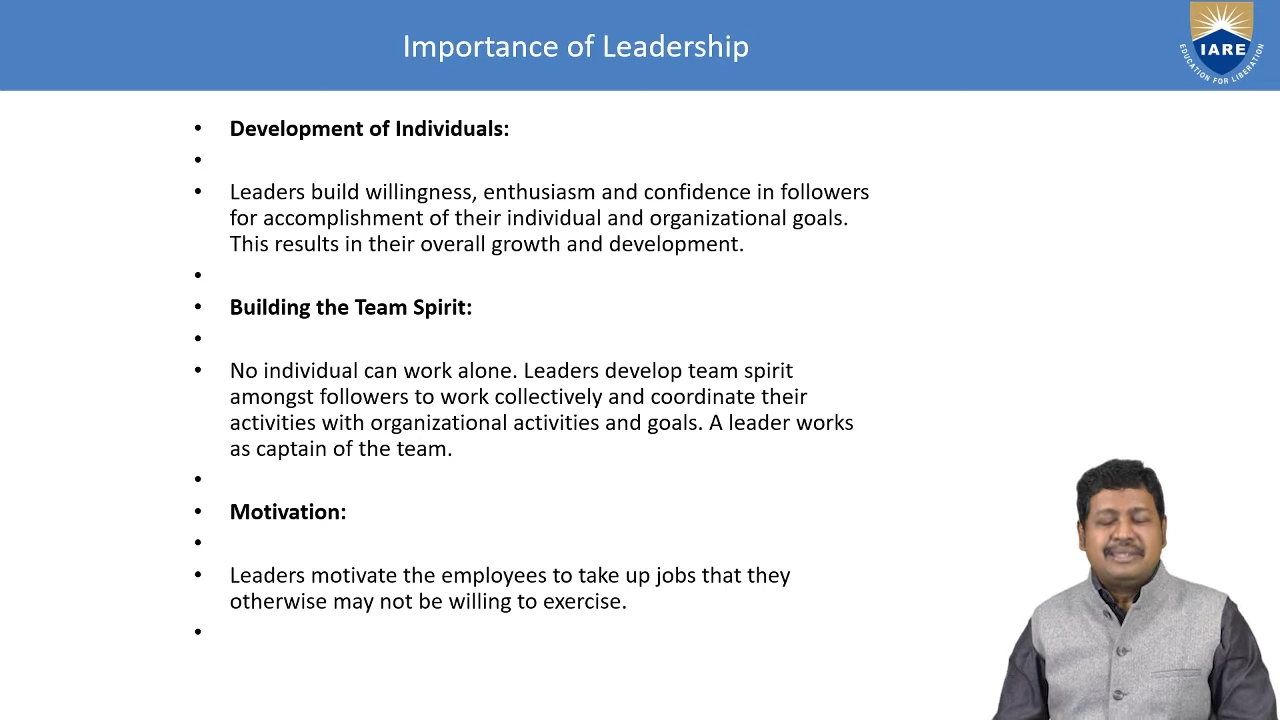 Importance of Leadership
IARE
EDUCATION FOR LIBERATION
• Development of Individuals:
•
• Leaders build willingness, enthusiasm and confidence in followers
for accomplishment of their individual and organizational goals.
This results in their overall growth and development.
•
• Building the Team Spirit:
•
• No individual can work alone. Leaders develop team spirit
amongst followers to work collectively and coordinate their
activities with organizational activities and goals. A leader works
as captain of the team.
•
• Motivation:
•
• Leaders motivate the employees to take up jobs that they
otherwise may not be willing to exercise.
•